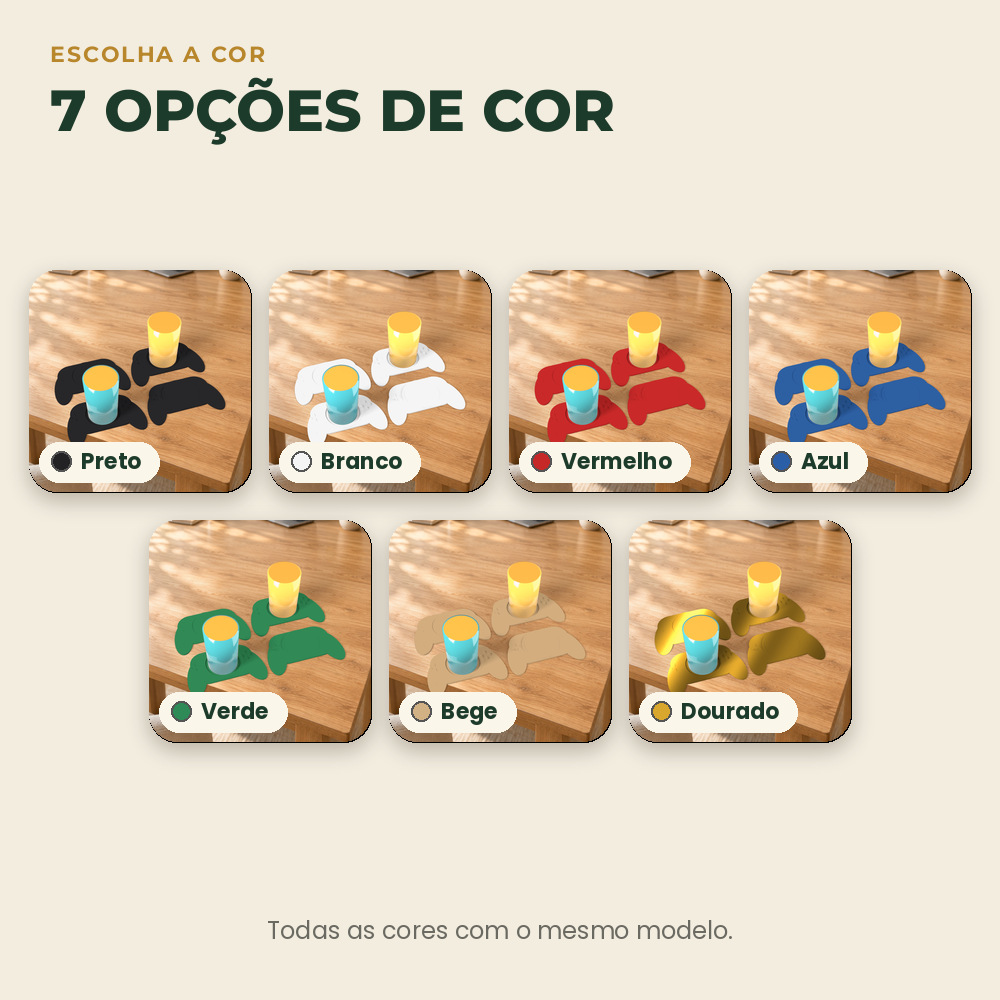 ESCOLHA A COR
7 OPÇÕES DE COR
Preto
Branco
Vermelho
Azul
Verde
Bege
Dourado
Todas as cores com o mesmo modelo.